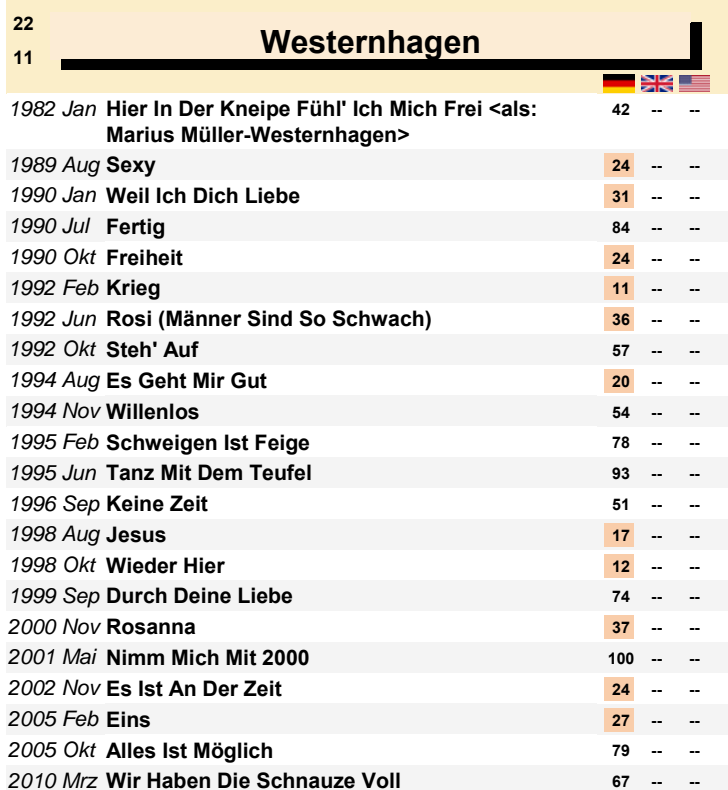 22
11
Westernhagen
1982 Jan Hier In Der Kneipe Fühl' Ich Mich Frei <als: 42 -- --
Marius Müller-Westernhagen>
1989 Aug Sexy 24 -- --
1990 Jan Weil Ich Dich Liebe 31 -- --
1990 Jul Fertig 84 -- --
1990 Okt Freiheit 24 -- --
1992 Feb Krieg 11 -- --
1992 Jun Rosi (Männer Sind So Schwach) 36 -- --
1992 Okt Steh' Auf 57 -- --
1994 Aug Es Geht Mir Gut 20 -- --
1994 Nov Willenlos 54 -- --
1995 Feb Schweigen Ist Feige 78 -- --
1995 Jun Tanz Mit Dem Teufel 93 -- --
1996 Sep Keine Zeit 51 -- --
1998 Aug Jesus 17 -- --
1998 Okt Wieder Hier 12 -- --
1999 Sep Durch Deine Liebe 74 -- --
2000 Nov Rosanna 37 -- --
2001 Mai Nimm Mich Mit 2000 100 -- --
2002 Nov Es Ist An Der Zeit 24 -- --
2005 Feb Eins 27 -- --
2005 Okt Alles Ist Möglich 79 -- --
2010 Mrz Wir Haben Die Schnauze Voll 67 -- --